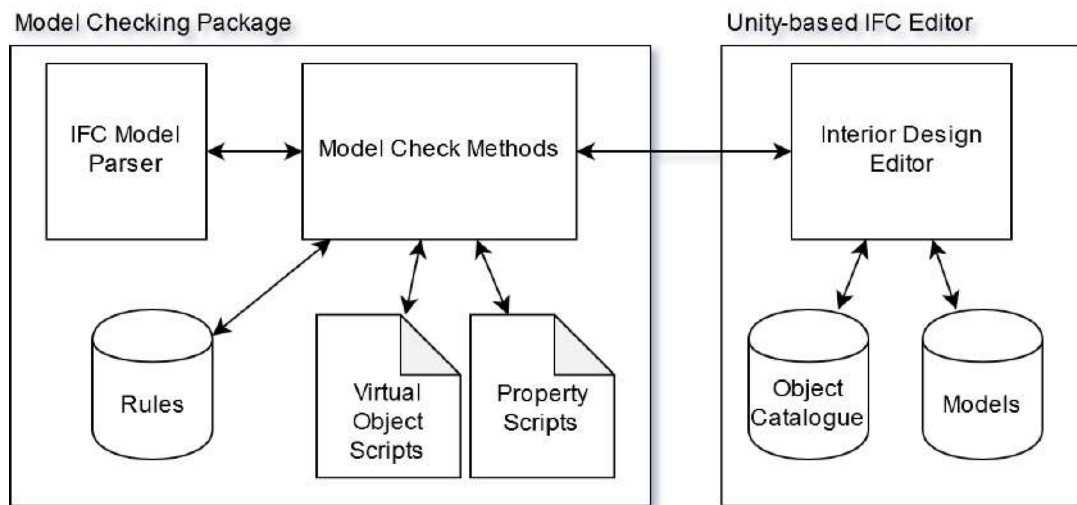 Model Checking Package
Unity-based IFC Editor
IFC Model
Parser
Model Check Methods
Interior Design
Editor
Rules
Virtual
Object
Scripts
Property
Scripts
Object
Catalogue
Models